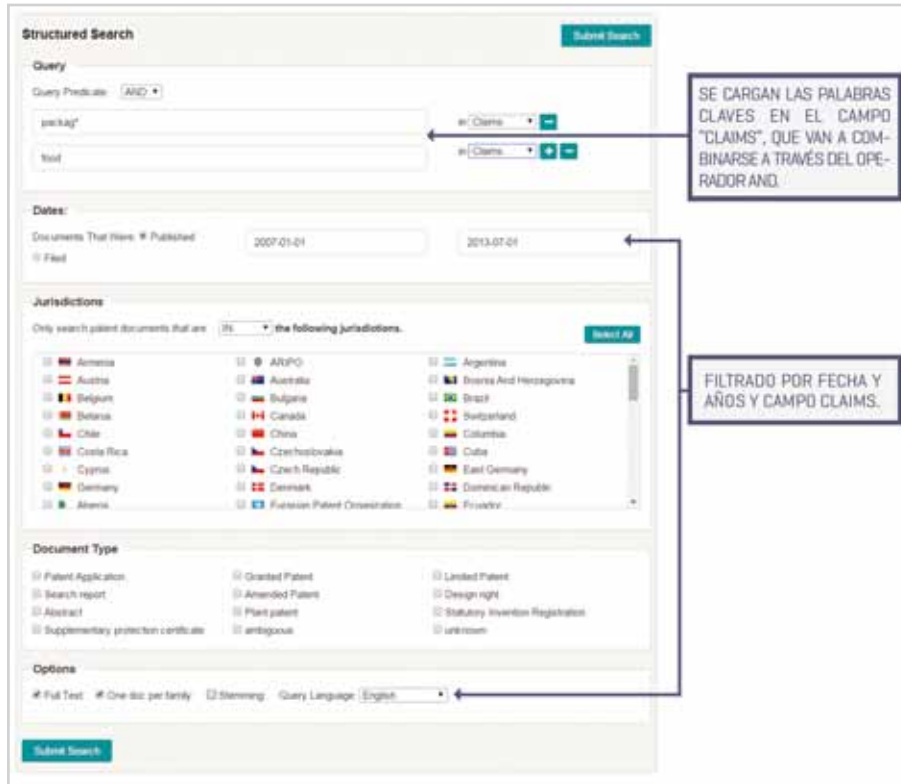 Structured Search
Submit Search
Query
Query Predicate: AND
packag*
in Claims
food
in Claims
SE CARGAN LAS PALABRAS
CLAVES EN EL CAMPO
"CLAIMS", QUE VAN A COM-
BINARSE A TRAVÉS DEL OPE-
RADOR AND.
Dates:
Documents That Were: Published
2007-01-01
2013-07-01
Filed
Jurisdictions
Only search patent documents that are IN the following jurisdictions.
Select All
Armenia ARIPO Argentina
Austria Australia Bosnia And Herzegovina
Belgium Bulgaria Brazil
Belarus Canada Switzerland
Chile China Colombia
Costa Rica Czechoslovakia Cuba
Cyprus Czech Republic East Germany
Germany Denmark Dominican Republic
Algeria Eurasian Patent Organization Ecuador
FILTRADO POR FECHA Y
AÑOS Y CAMPO CLAIMS.
Document Type
Patent Application Granted Patent Limited Patent
Search report Amended Patent Design right
Abstract Plant patent Statutory Invention Registration
Supplementary protection certificate ambiguous unknown
Options
Full Text One doc per family Stemming Query Language English
Submit Search